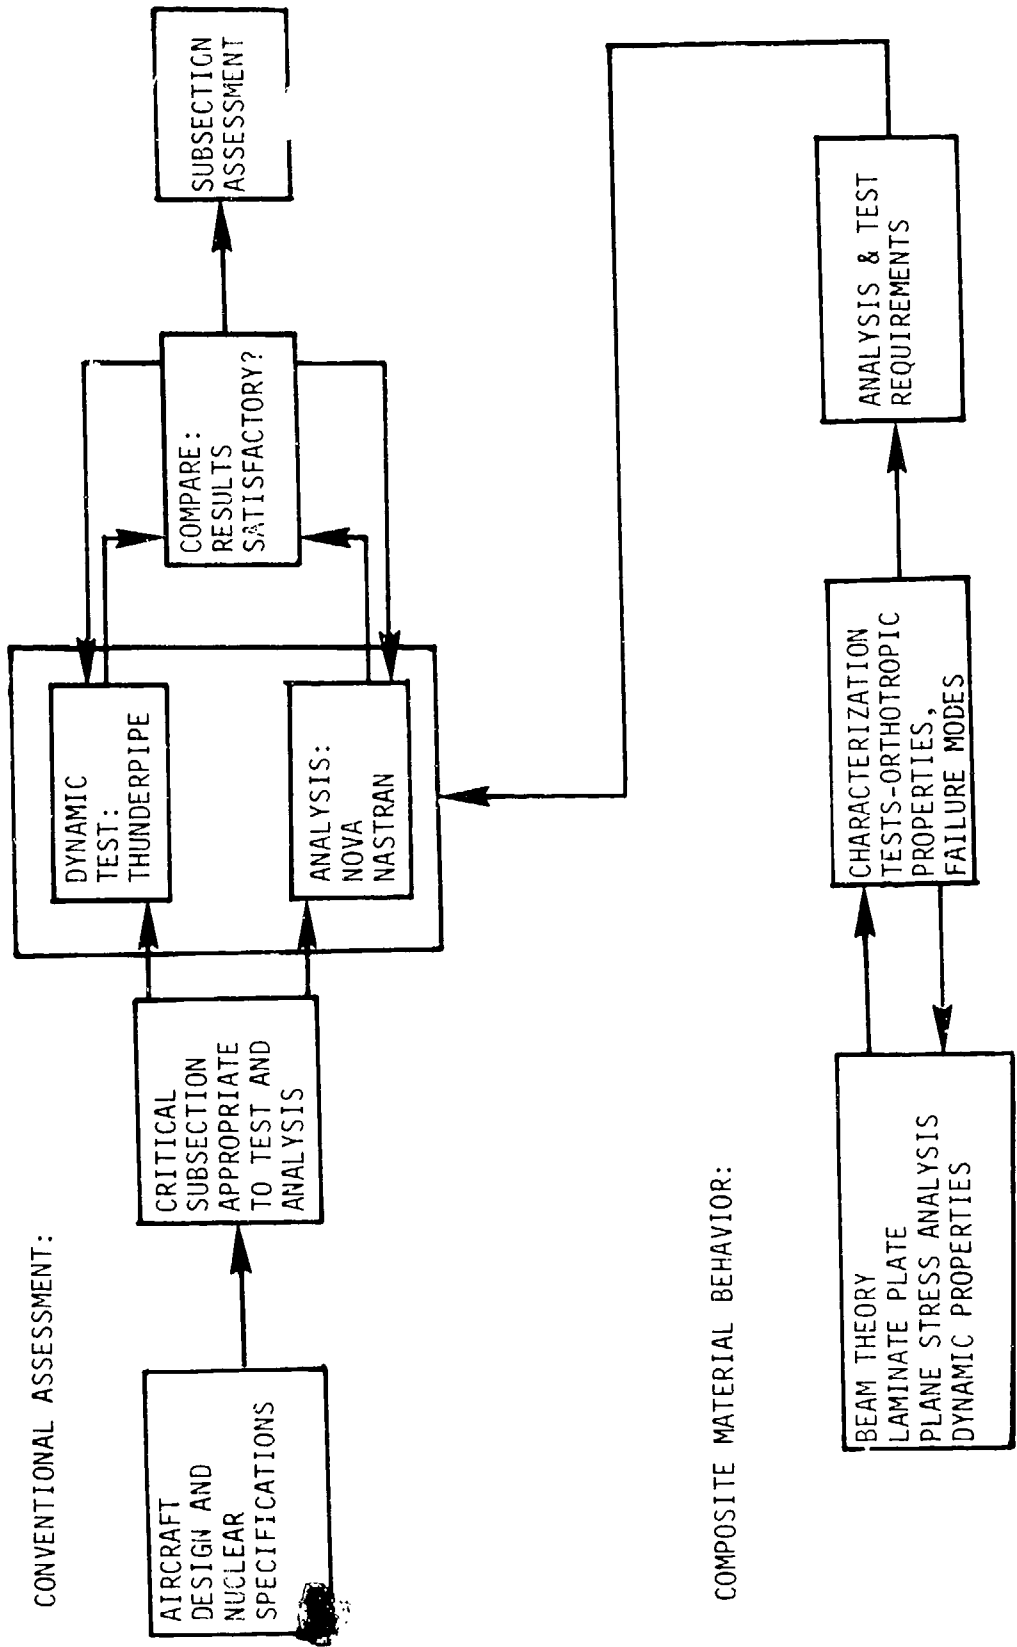 CONVENTIONAL ASSESSMENT:
AIRCRAFT
DESIGN AND
NUCLEAR
SPECIFICATIONS
CRITICAL
SUBSECTION
APPROPRIATE
TO TEST AND
ANALYSIS
DYNAMIC
TEST:
THUNDERPIPE
ANALYSIS:
NOVA
NASTRAN
COMPARE:
RESULTS
SATISFACTORY?
SUBSECTION
ASSESSMENT
COMPOSITE MATERIAL BEHAVIOR:
BEAM THEORY
LAMINATE PLATE
PLANE STRESS ANALYSIS
DYNAMIC PROPERTIES
CHARACTERIZATION
TESTS-ORTHOTROPIC
PROPERTIES,
FAILURE MODES
ANALYSIS & TEST
REQUIREMENTS